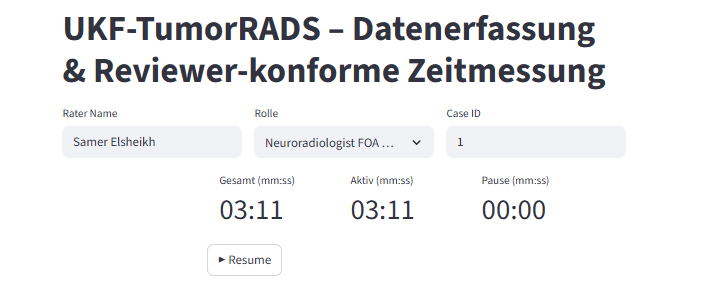 UKF-TumorRADS – Datenerfassung
& Reviewer-konforme Zeitmessung
Rater Name
Rolle
Case ID
Samer Elsheikh
Neuroradiologist FOA …
1
Gesamt (mm:ss)
Aktiv (mm:ss)
Pause (mm:ss)
03:11
03:11
00:00
▶ Resume